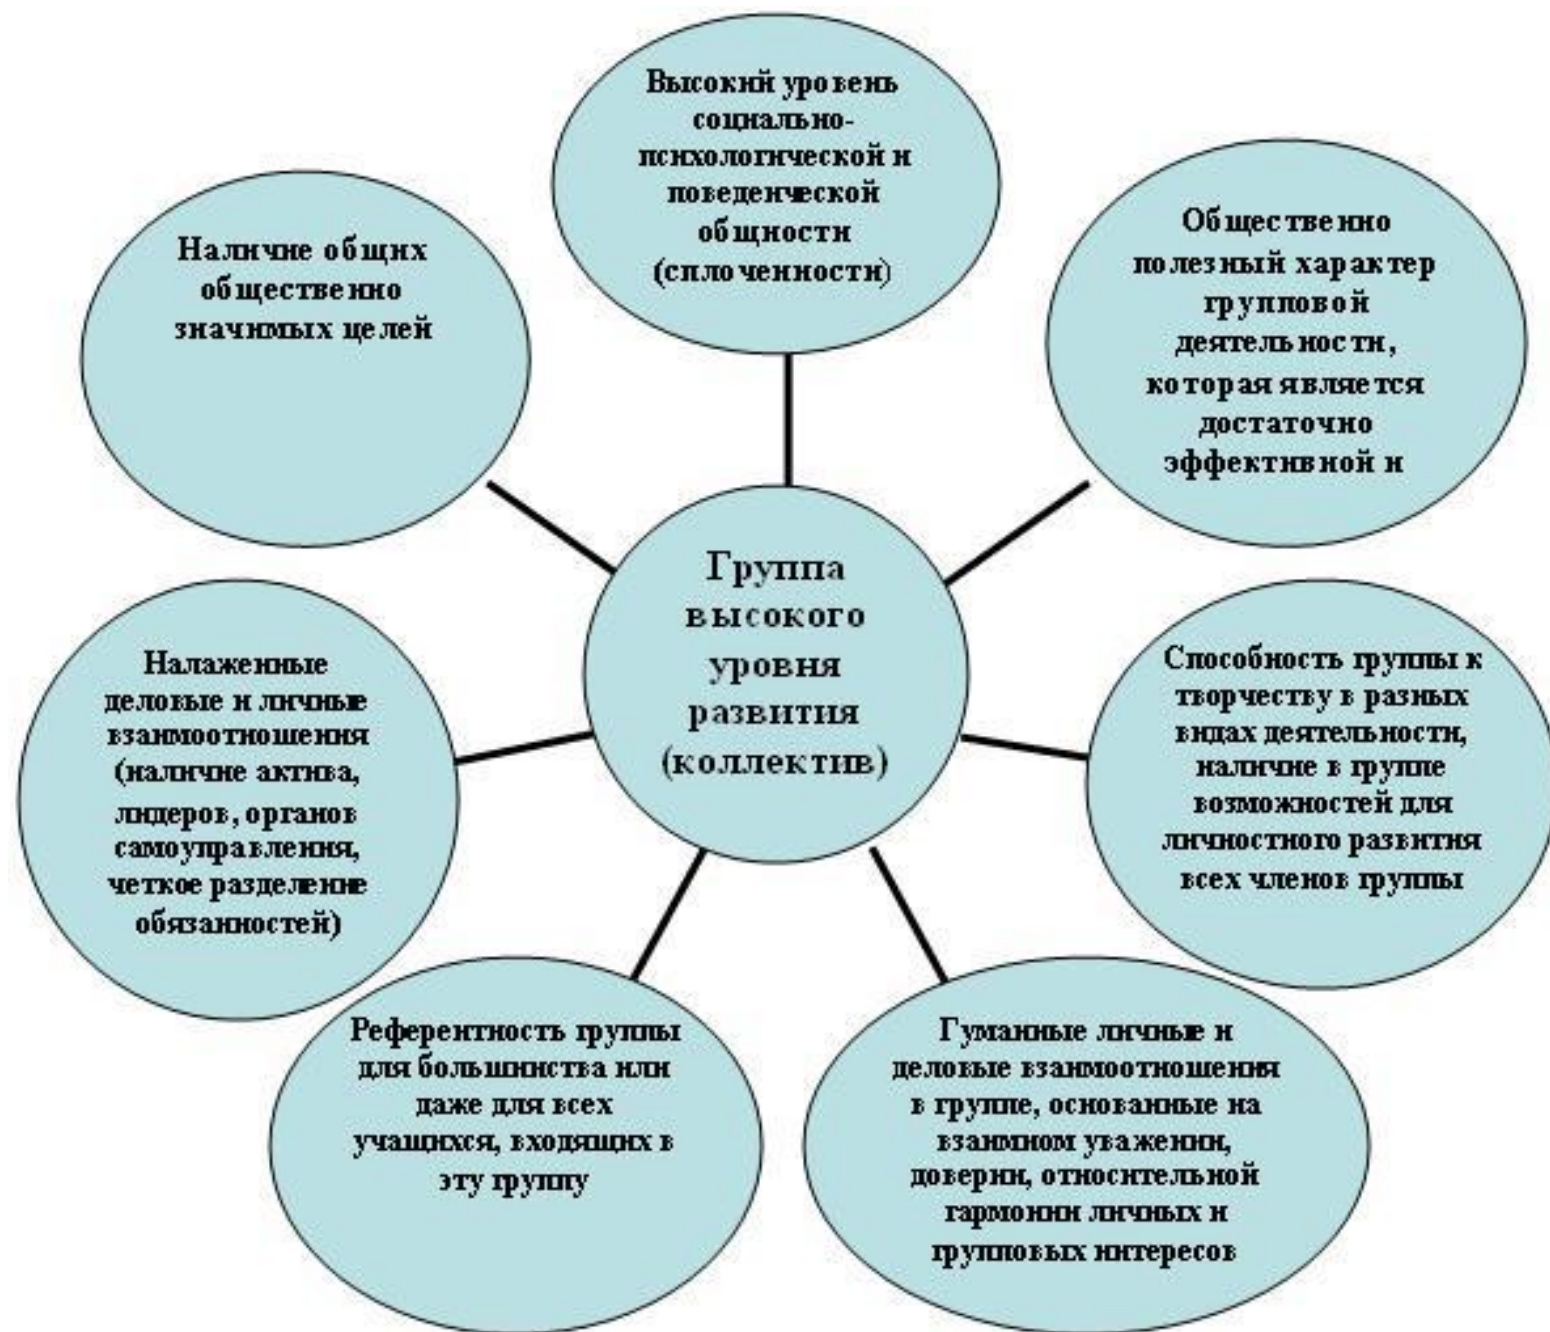 Высокий уровень
социально-
психологической и
поведенческой
общности
(сплоченности)
Наличие общих
общественно
значимых целей
Общественно
полезный характер
групповой
деятельности,
которая является
достаточно
эффективной и
Группа
высокого
уровня
развития
(коллектив)
Налаженные
деловые и личные
взаимоотношения
(наличие актива,
лидеров, органов
самоуправления,
четкое разделение
обязанностей)
Способность группы к
творчеству в разных
видах деятельности,
наличие в группе
возможностей для
личностного развития
всех членов группы
Референтность группы
для большинства или
даже для всех
учащихся, входящих в
эту группу
Гуманные личные и
деловые взаимоотношения
в группе, основанные на
взаимном уважении,
доверии, относительной
гармонии личных и
групповых интересов